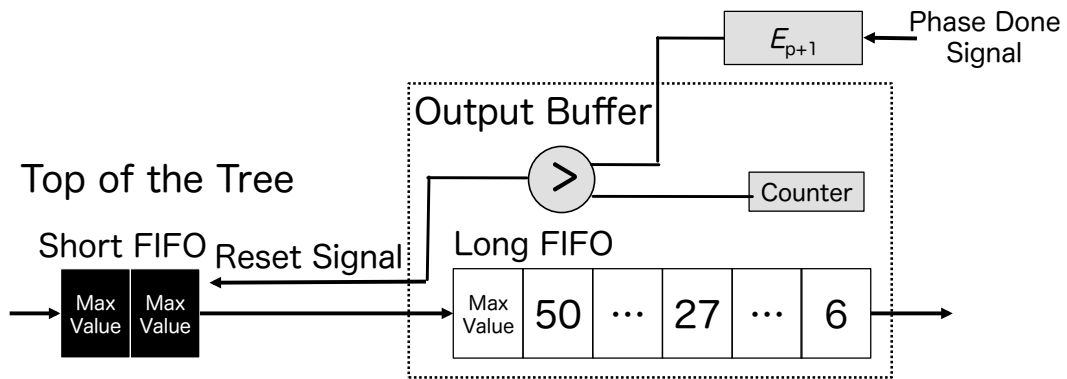 Phase Done
Signal
Ep+1
Output Buffer
>
Counter
Top of the Tree
Short FIFO
Reset Signal
Long FIFO
Max
Value
Max
Value
Max
Value
50
...
27
...
6